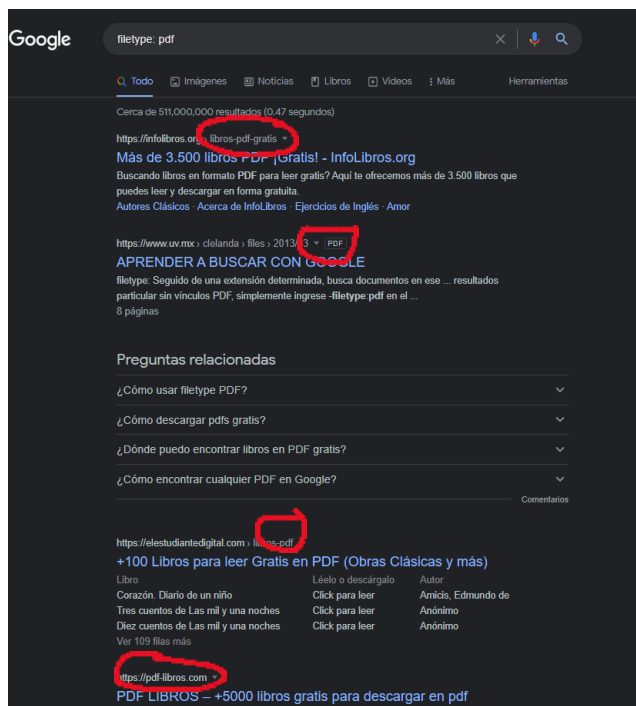 Google
filetype: pdf
Todo Imágenes Noticias Libros Videos Más Herramientas
Cerca de 511,000,000 resultados (0.47 segundos)
https://infolibros.org › libros-pdf-gratis
Más de 3.500 libros PDF ¡Gratis! - InfoLibros.org
Buscando libros en formato PDF para leer gratis? Aquí te ofrecemos más de 3.500 libros que
puedes leer y descargar en forma gratuita.
Autores Clásicos · Acerca de InfoLibros · Ejercicios de Inglés · Amor
https://www.uv.mx › clelanda › files › 2013/ 3 PDF
APRENDER A BUSCAR CON GOOGLE
filetype: Seguido de una extensión determinada, busca documentos en ese ... resultados
particular sin vínculos PDF, simplemente ingrese -filetype:pdf en el ...
8 páginas
Preguntas relacionadas
¿Cómo usar filetype PDF?
¿Cómo descargar pdfs gratis?
¿Dónde puedo encontrar libros en PDF gratis?
¿Cómo encontrar cualquier PDF en Google?
Comentarios
https://elestudiantedigital.com › libros-pdf
+100 Libros para leer Gratis en PDF (Obras Clásicas y más)
Libro Léelo o descárgalo Autor
Corazón. Diario de un niño Click para leer Amicis, Edmundo de
Tres cuentos de Las mil y una noches Click para leer Anónimo
Diez cuentos de Las mil y una noches Click para leer Anónimo
Ver 109 filas más
https://pdf-libros.com
PDF LIBROS – +5000 libros gratis para descargar en pdf